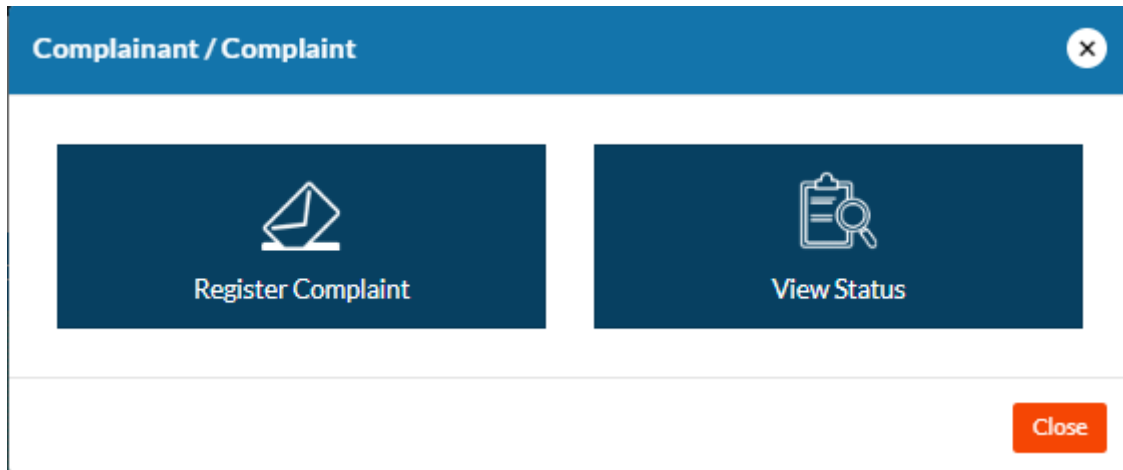 Complainant / Complaint
Register Complaint
View Status
Close